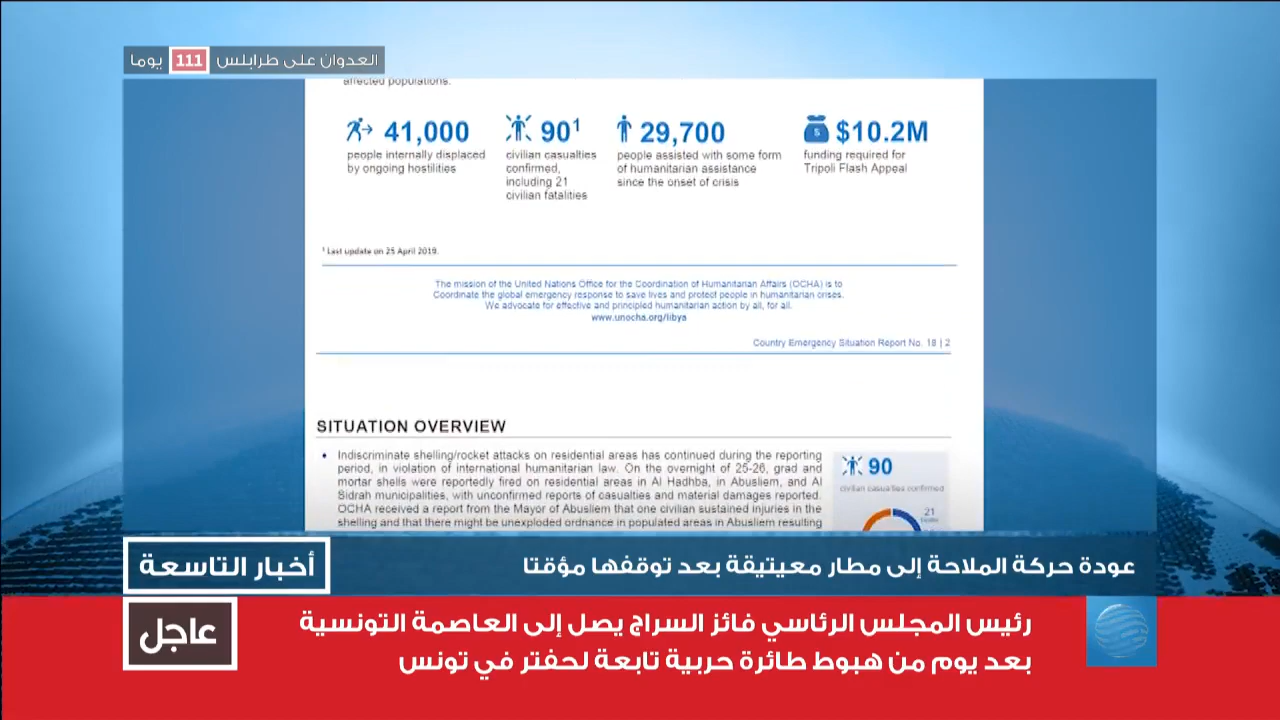 العدوان على طرابلس 111 يوما
affected populations.
41,000
people internally displaced
by ongoing hostilities
90¹
civilian casualties
confirmed,
including 21
civilian fatalities
29,700
people assisted with some form
of humanitarian assistance
since the onset of crisis
$10.2M
funding required for
Tripoli Flash Appeal
¹ Last update on 25 April 2019.
The mission of the United Nations Office for the Coordination of Humanitarian Affairs (OCHA) is to
Coordinate the global emergency response to save lives and protect people in humanitarian crises.
We advocate for effective and principled humanitarian action by all, for all.
www.unocha.org/libya
Country Emergency Situation Report No. 18 | 2
SITUATION OVERVIEW
• Indiscriminate shelling/rocket attacks on residential areas has continued during the reporting
period, in violation of international humanitarian law. On the overnight of 25-26, grad and
mortar shells were reportedly fired on residential areas in Al Hadhba, in Abusliem, and Al
Sidrah municipalities, with unconfirmed reports of casualties and material damages reported.
OCHA received a report from the Mayor of Abusliem that one civilian sustained injuries in the
shelling and that there might be unexploded ordnance in populated areas in Abusliem resulting
90
civilian casualties confirmed
21
عودة حركة الملاحة إلى مطار معيتيقة بعد توقفها مؤقتا
أخبار التاسعة
رئيس المجلس الرئاسي فائز السراج يصل إلى العاصمة التونسية
بعد يوم من هبوط طائرة حربية تابعة لحفتر في تونس
عاجل